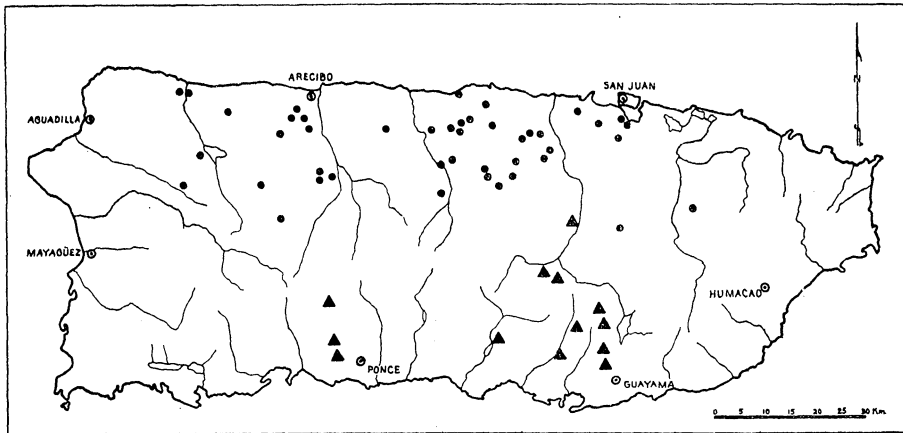 ARECIBO
SAN JUAN
N
AGUADILLA
MAYAGÜEZ
HUMACAO
PONCE
GUAYAMA
0 5 10 15 20 25 30 Km.